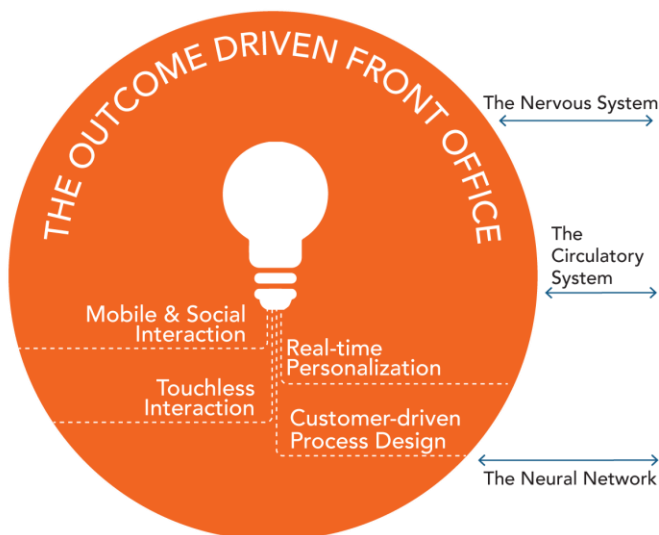 THE OUTCOME DRIVEN FRONT OFFICE
The Nervous System
The
Circulatory
System
Mobile & Social
Interaction
Real-time
Personalization
Touchless
Interaction
Customer-driven
Process Design
The Neural Network